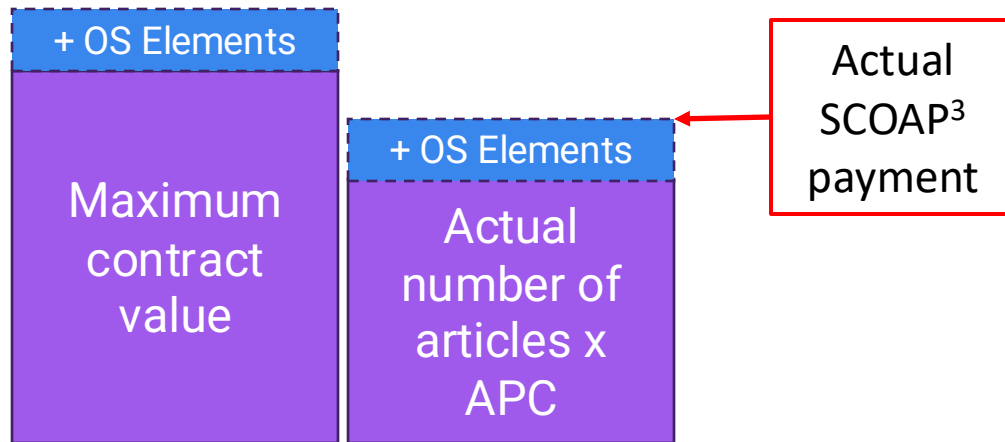 + OS Elements
Maximum
contract
value
+ OS Elements
Actual
number of
articles x
APC
Actual
SCOAP³
payment